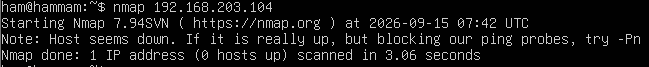 ham@hammam:~$ nmap 192.168.203.104
Starting Nmap 7.94SVN ( https://nmap.org ) at 2026-09-15 07:42 UTC
Note: Host seems down. If it is really up, but blocking our ping probes, try -Pn
Nmap done: 1 IP address (0 hosts up) scanned in 3.06 seconds